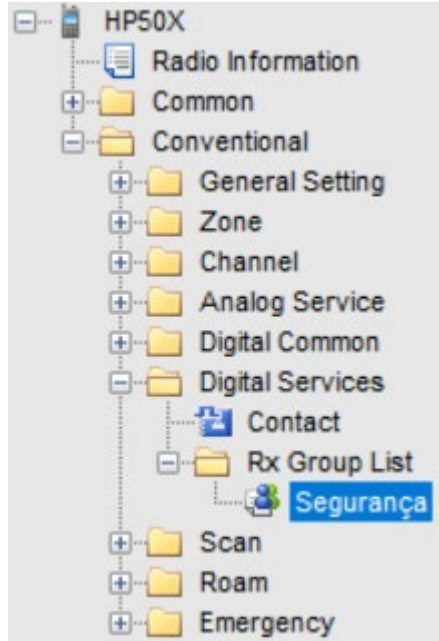 HP50X
Radio Information
Common
Conventional
General Setting
Zone
Channel
Analog Service
Digital Common
Digital Services
Contact
Rx Group List
Segurança
Scan
Roam
Emergency